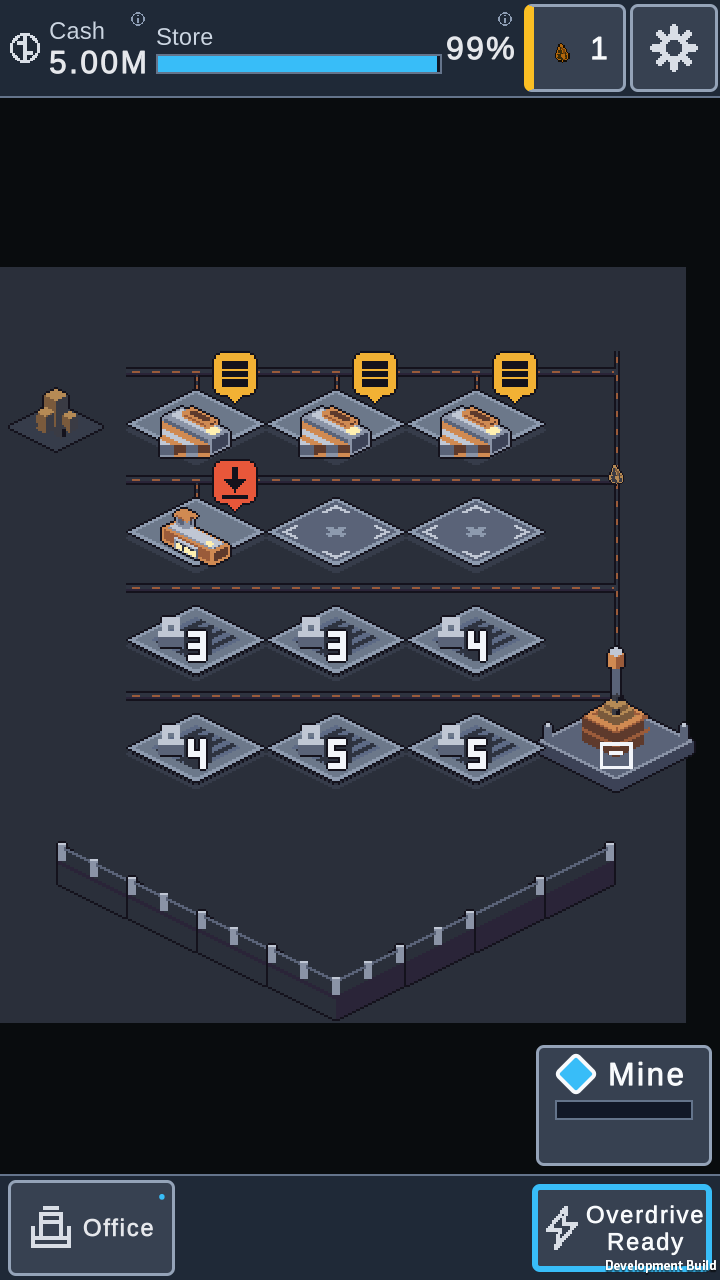 Cash
5.00M
Store
99%
1
3
3
4
4
5
5
Mine
Office
Overdrive
Ready
Development Build